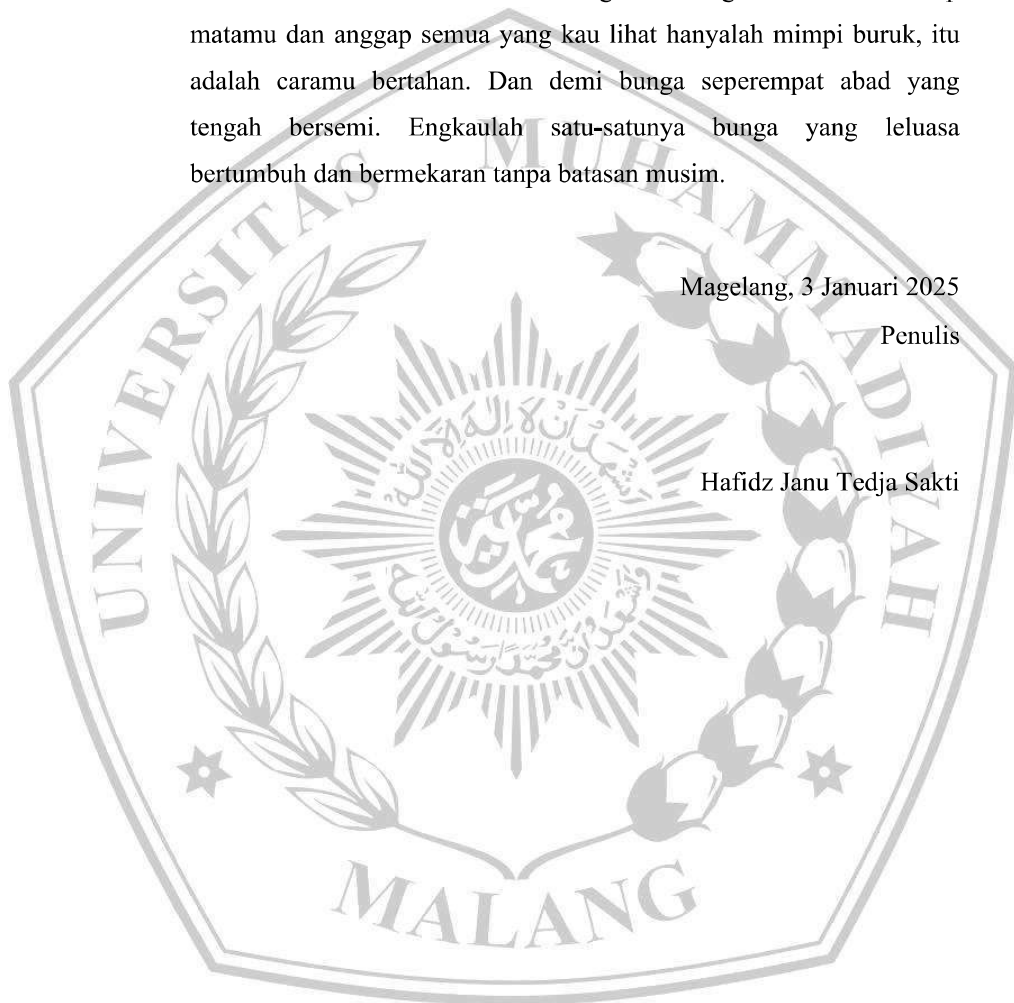 matamu dan anggap semua yang kau lihat hanyalah mimpi buruk, itu
adalah caramu bertahan. Dan demi bunga seperempat abad yang
tengah bersemi. Engkaulah satu-satunya bunga yang leluasa
bertumbuh dan bermekaran tanpa batasan musim.
Magelang, 3 Januari 2025
Penulis
Hafidz Janu Tedja Sakti
UNIVERSITAS MUHAMMADIYAH
MALANG